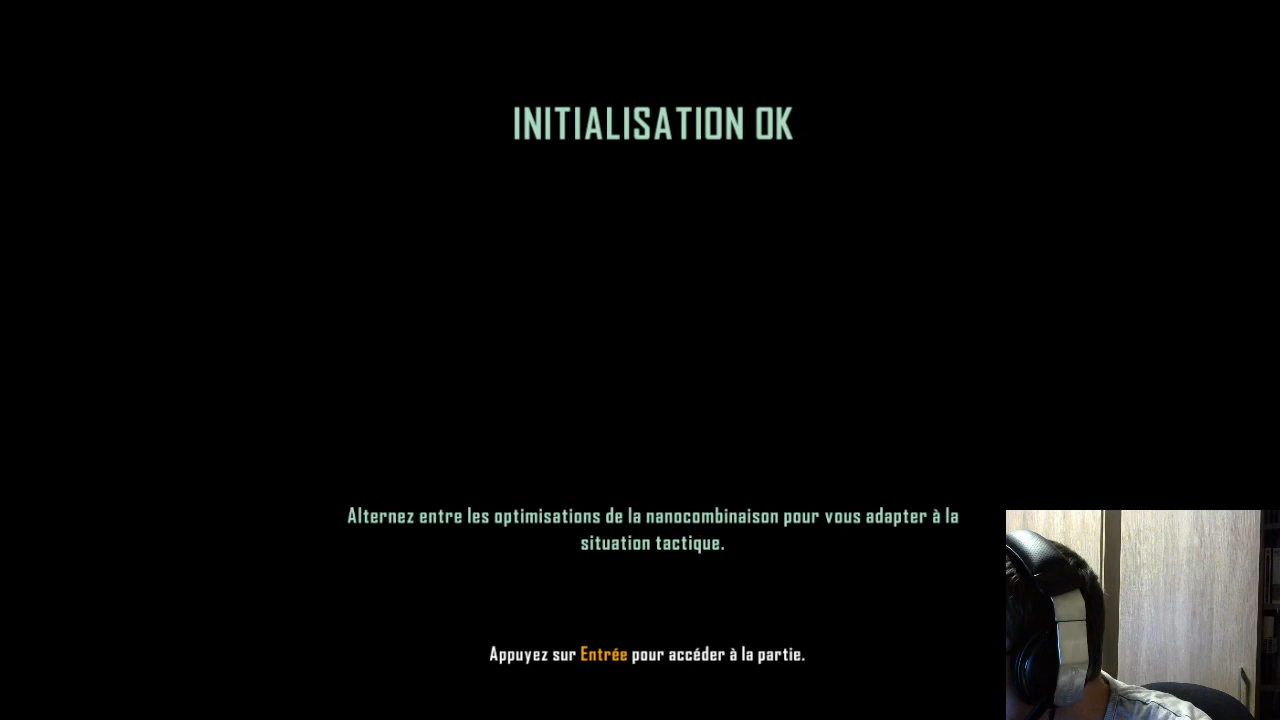 INITIALISATION OK
Alternez entre les optimisations de la nanocombinaison pour vous adapter à la
situation tactique.
Appuyez sur Entrée pour accéder à la partie.